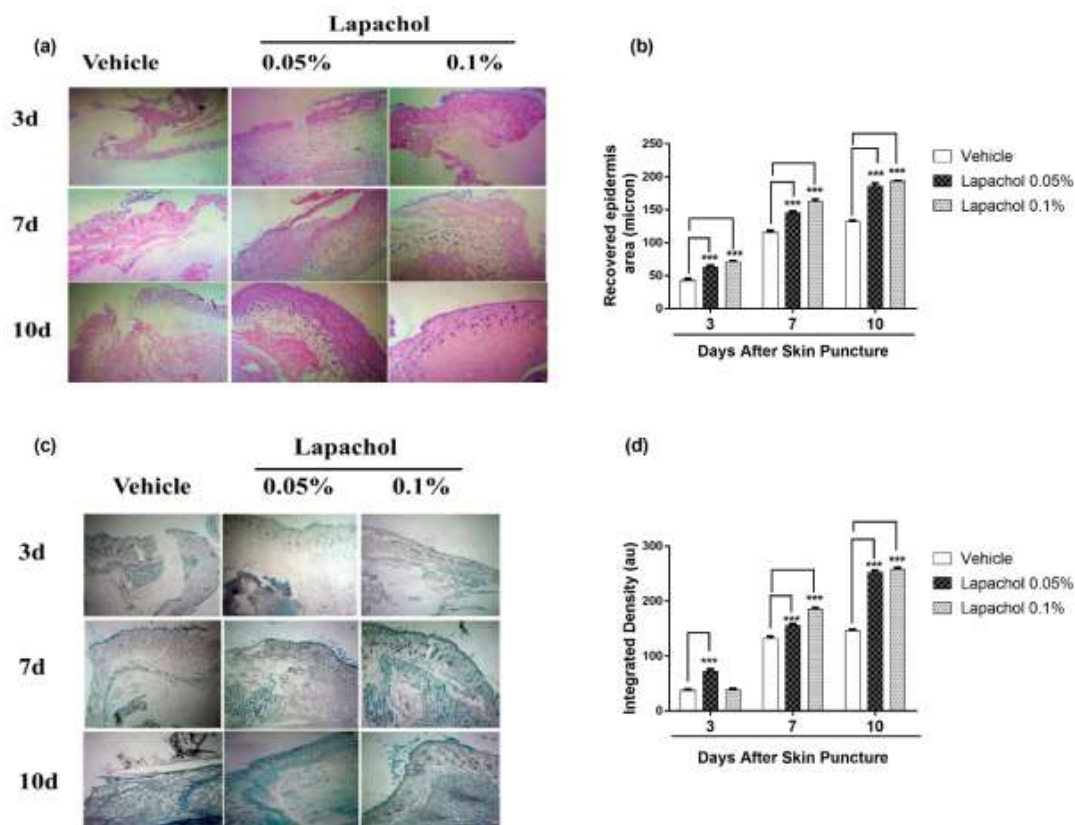 (a)
Lapachol
Vehicle 0.05% 0.1%
3d
7d
10d
(b)
Recovered epidermis
area (micron)
250
200
150
100
50
0
*** *** *** *** *** ***
3 7 10
Days After Skin Puncture
Vehicle
Lapachol 0.05%
Lapachol 0.1%
(c)
Lapachol
Vehicle 0.05% 0.1%
3d
7d
10d
(d)
Integrated Density (au)
300
200
100
0
*** *** *** *** ***
3 7 10
Days After Skin Puncture
Vehicle
Lapachol 0.05%
Lapachol 0.1%